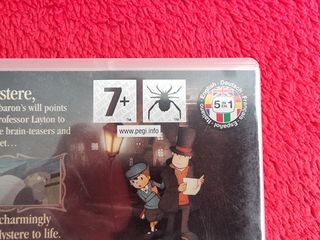 stere,
baron's will points
rofessor Layton to
e brain-teasers and
et...
7+
www.pegi.info
English • Deutsch
Français
Español
Italiano
5 IN 1
charmingly
lystere to life.